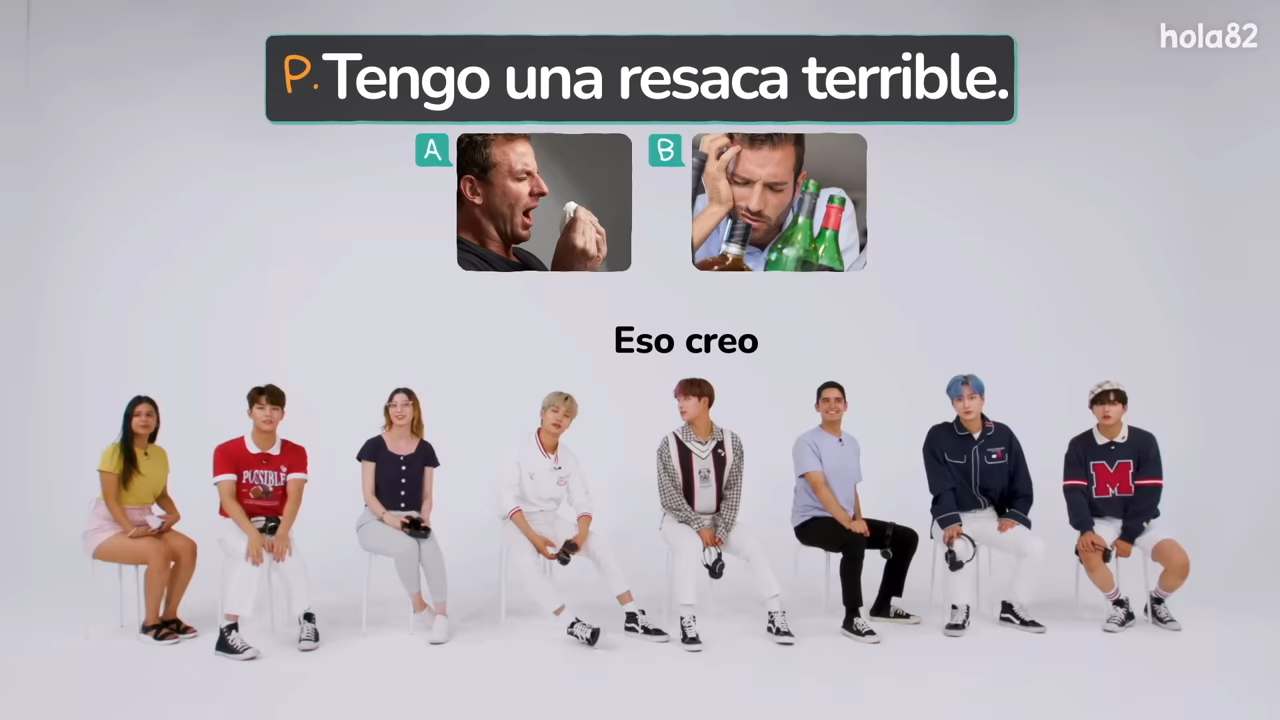 hola82
P. Tengo una resaca terrible.
A
B
Eso creo
POSSIBLE
M